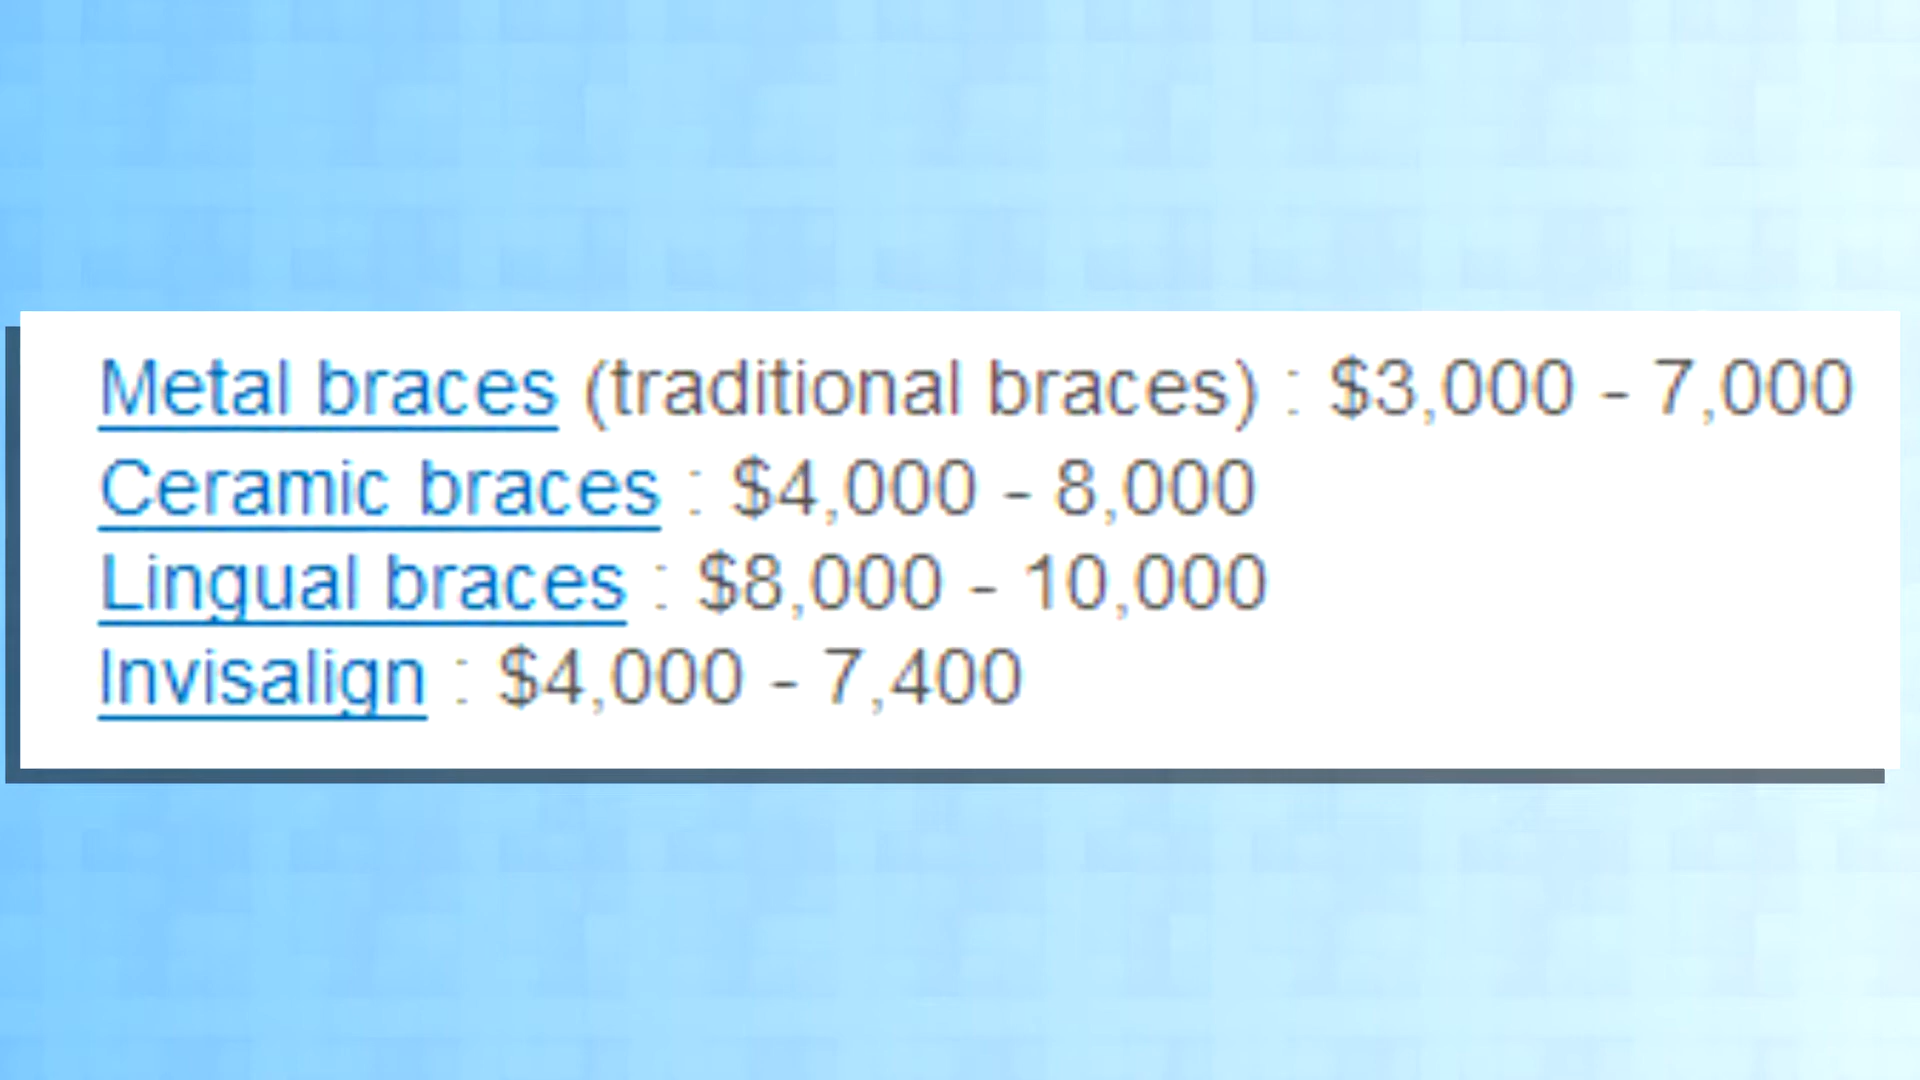 Metal braces (traditional braces) : $3,000 - 7,000
Ceramic braces : $4,000 - 8,000
Lingual braces : $8,000 - 10,000
Invisalign : $4,000 - 7,400